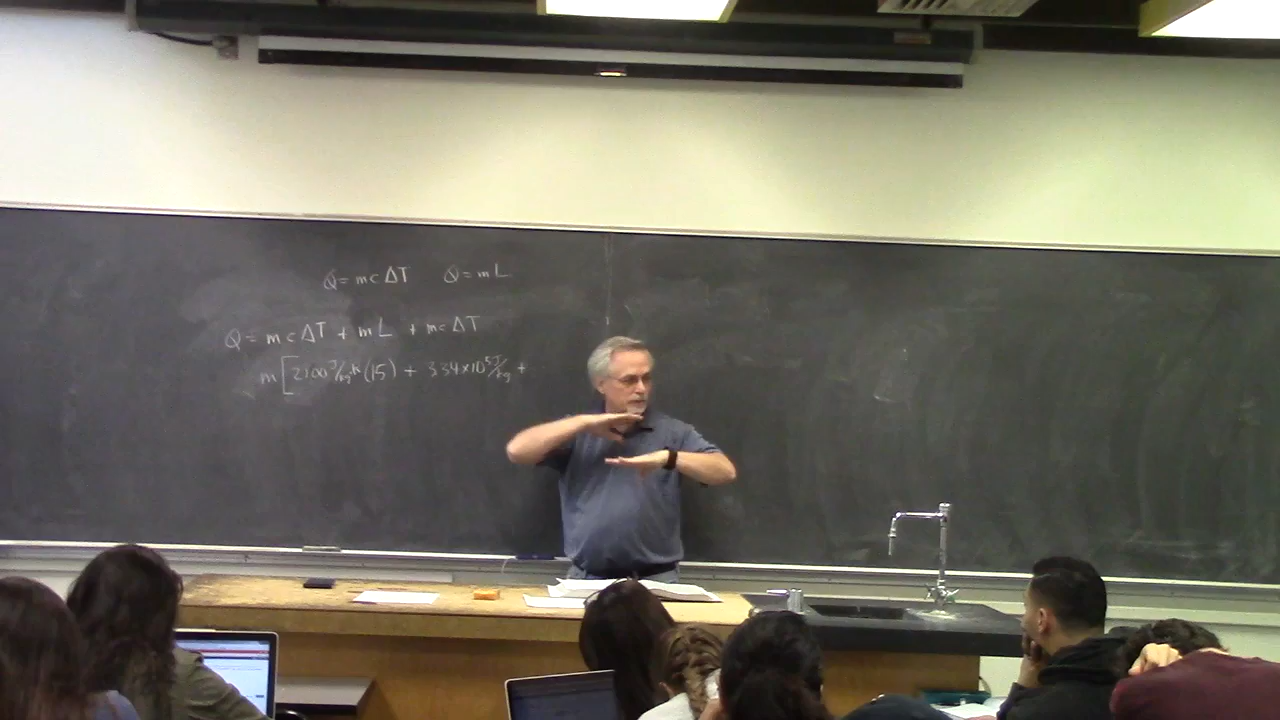 Q = mcΔT Q = mL
Q = mcΔT + mL + mcΔT
m[2100 J/kg·K (15) + 3.34×10⁵ J/kg +